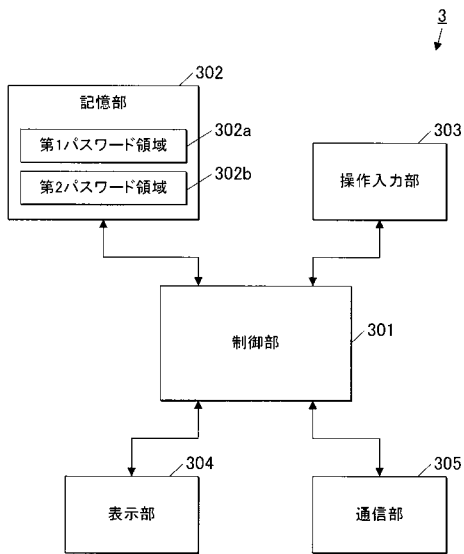 3
302
記憶部
第1パスワード領域
302a
第2パスワード領域
302b
303
操作入力部
301
制御部
304
表示部
305
通信部